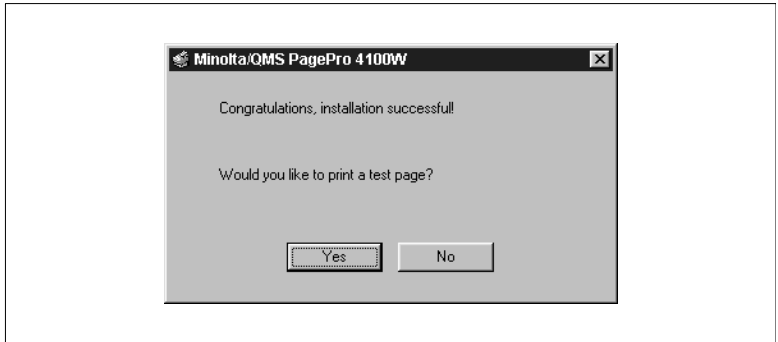 Minolta/QMS PagePro 4100W
Congratulations, installation successful!
Would you like to print a test page?
Yes
No